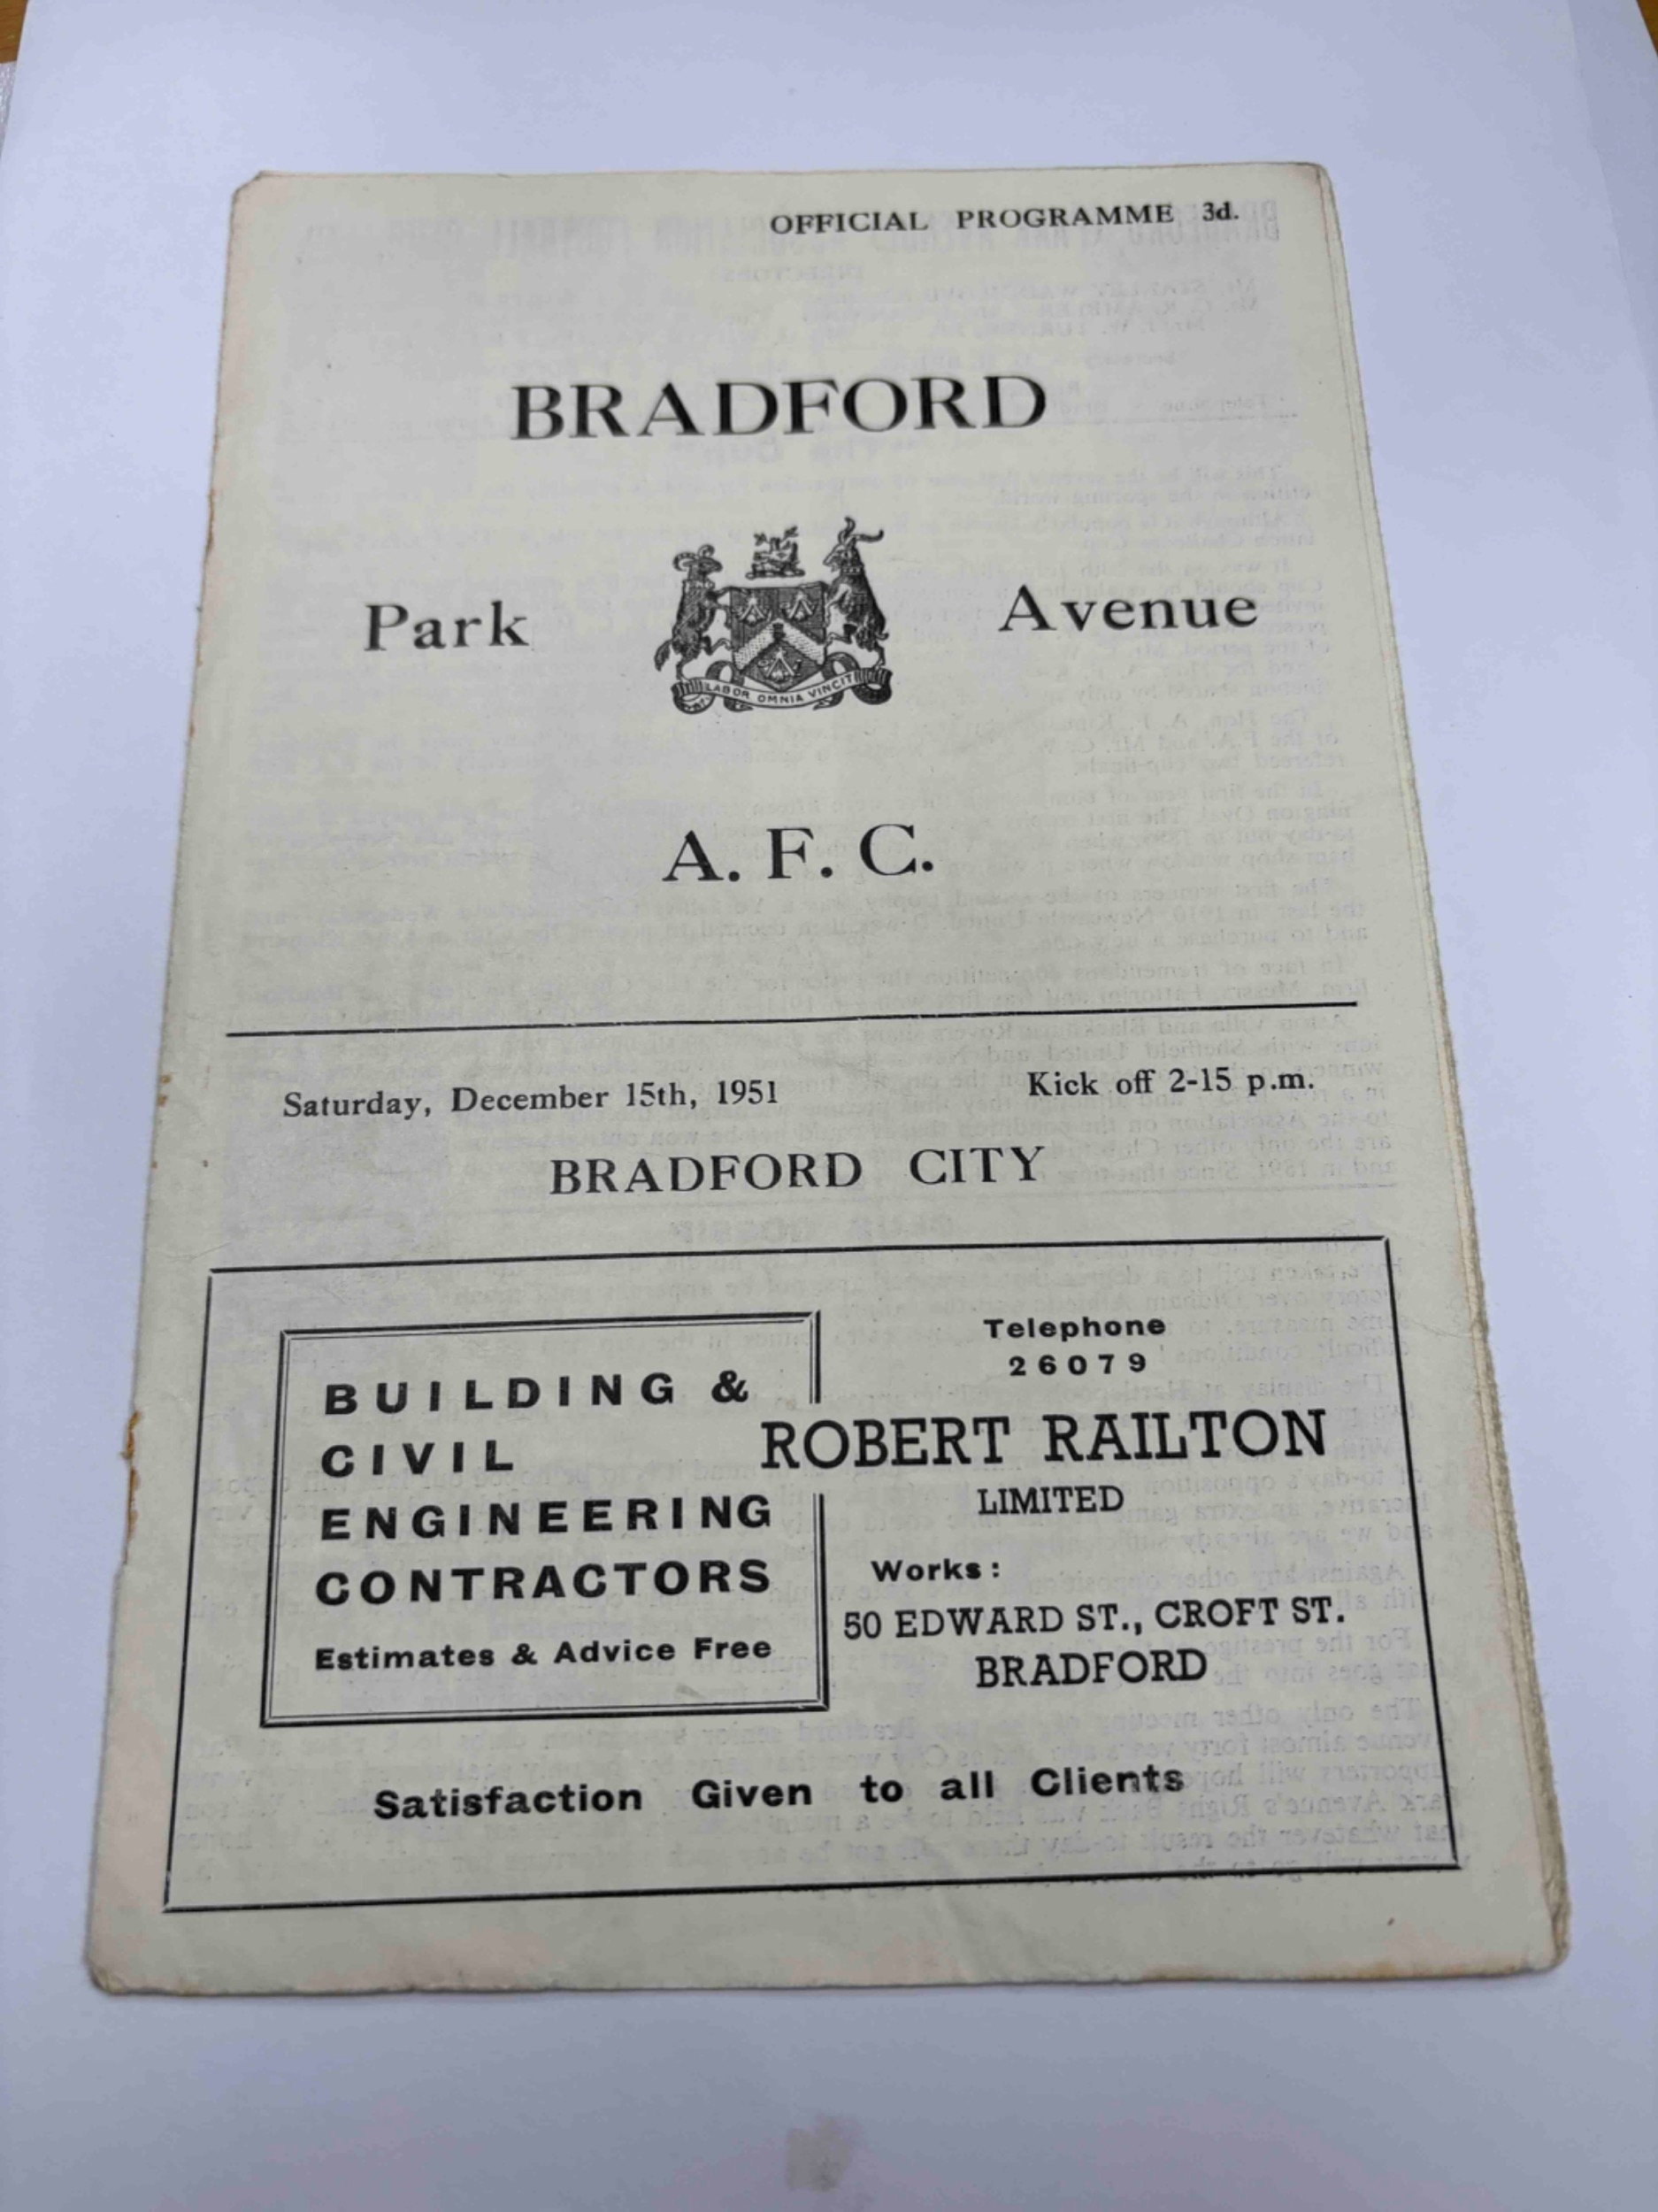 OFFICIAL PROGRAMME 3d.
BRADFORD
Park Avenue
LABOR OMNIA VINCIT
A. F. C.
Saturday, December 15th, 1951 Kick off 2-15 p.m.
BRADFORD CITY
BUILDING &
CIVIL
ENGINEERING
CONTRACTORS
Estimates & Advice Free
Telephone
26079
ROBERT RAILTON
LIMITED
Works:
50 EDWARD ST., CROFT ST.
BRADFORD
Satisfaction Given to all Clients